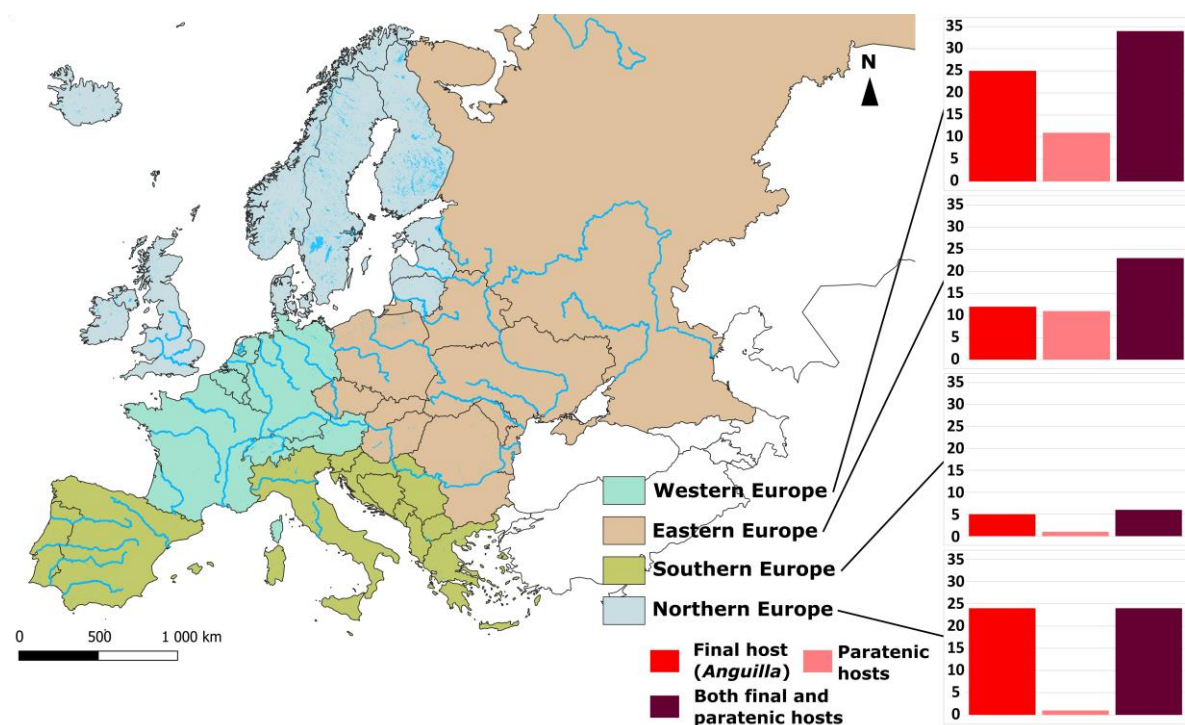 N
Western Europe
Eastern Europe
Southern Europe
Northern Europe
0 500 1 000 km
Final host
(Anguilla)
Paratenic
hosts
Both final and
paratenic hosts
35
30
25
20
15
10
5
0
35
30
25
20
15
10
5
0
35
30
25
20
15
10
5
0
35
30
25
20
15
10
5
0